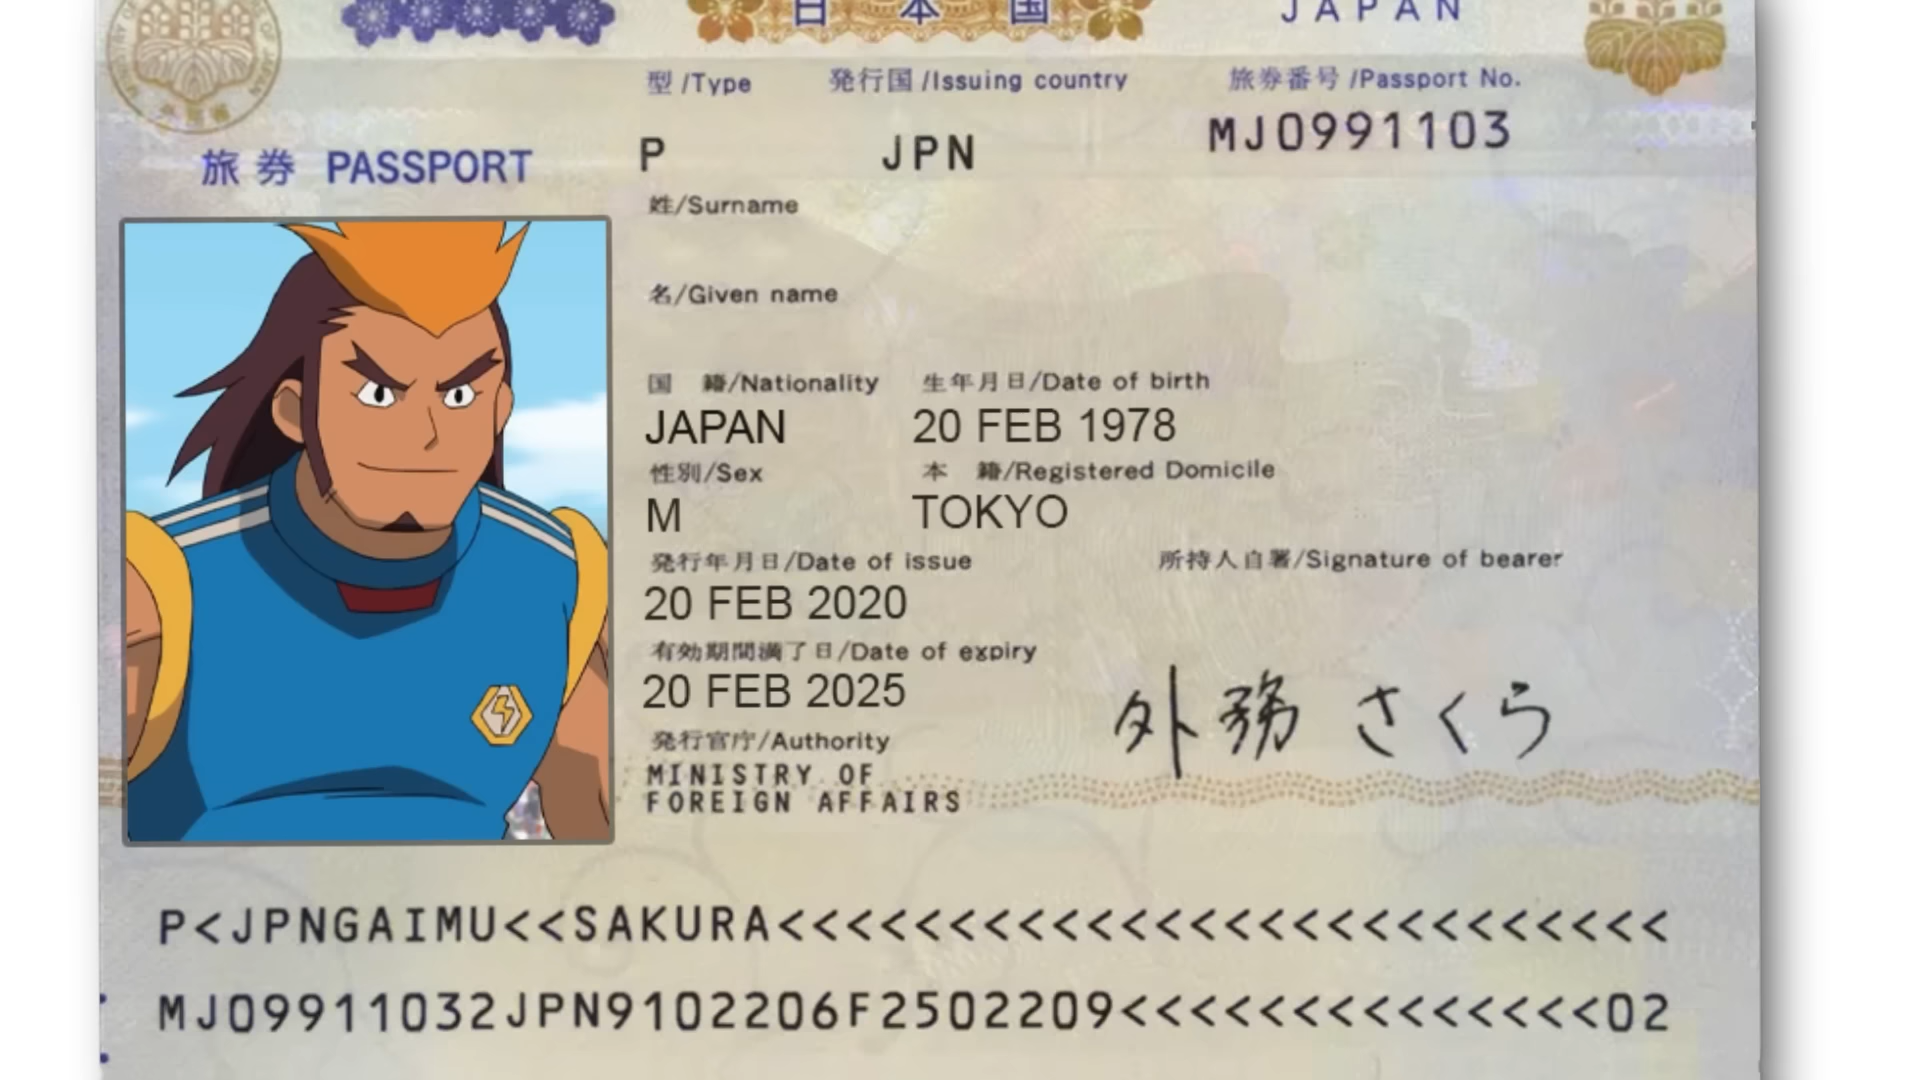 日本国
JAPAN
型/Type 発行国/Issuing country 旅券番号/Passport No.
P JPN MJ0991103
旅券 PASSPORT
姓/Surname
名/Given name
国 籍/Nationality 生年月日/Date of birth
JAPAN 20 FEB 1978
性別/Sex 本 籍/Registered Domicile
M TOKYO
発行年月日/Date of issue 所持人自署/Signature of bearer
20 FEB 2020
有効期間満了日/Date of expiry
20 FEB 2025
外務 さくら
発行官庁/Authority
MINISTRY OF
FOREIGN AFFAIRS
P<JPNGAIMU<<SAKURA<<<<<<<<<<<<<<<<<<<<<<<<<<
MJ09911032JPN9102206F2502209<<<<<<<<<<<<<<02